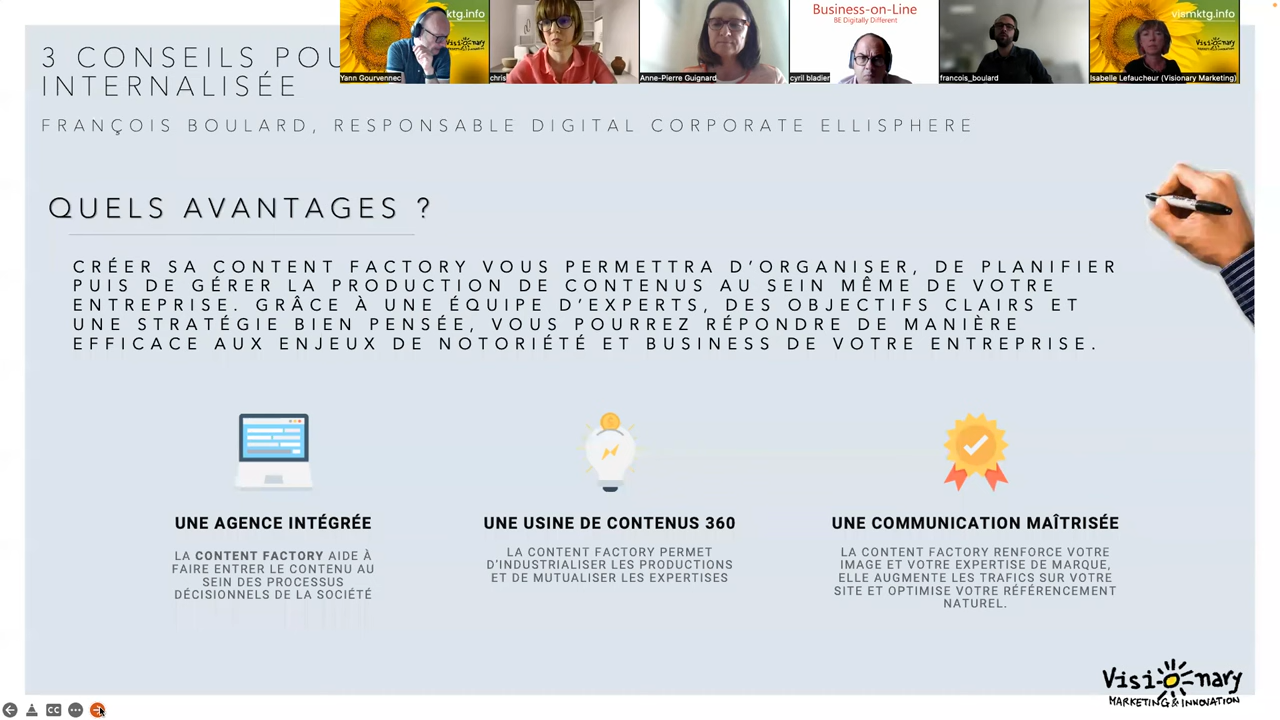 3 CONSEILS POU
INTERNALISÉE
ktg.info
Visionary
Yann Gourvennec
chris
Anne-Pierre Guignard
Business-on-Line
BE Digitally Different
cyril bladier
francois_boulard
vismktg.info
Visionary
Isabelle Lefaucheur (Visionary Marketing)
FRANÇOIS BOULARD, RESPONSABLE DIGITAL CORPORATE ELLISPHERE
QUELS AVANTAGES ?
CRÉER SA CONTENT FACTORY VOUS PERMETTRA D'ORGANISER, DE PLANIFIER
PUIS DE GÉRER LA PRODUCTION DE CONTENUS AU SEIN MÊME DE VOTRE
ENTREPRISE. GRÂCE À UNE ÉQUIPE D'EXPERTS, DES OBJECTIFS CLAIRS ET
UNE STRATÉGIE BIEN PENSÉE, VOUS POURREZ RÉPONDRE DE MANIÈRE
EFFICACE AUX ENJEUX DE NOTORIÉTÉ ET BUSINESS DE VOTRE ENTREPRISE.
UNE AGENCE INTÉGRÉE
LA CONTENT FACTORY AIDE À
FAIRE ENTRER LE CONTENU AU
SEIN DES PROCESSUS
DÉCISIONNELS DE LA SOCIÉTÉ
UNE USINE DE CONTENUS 360
LA CONTENT FACTORY PERMET
D'INDUSTRIALISER LES PRODUCTIONS
ET DE MUTUALISER LES EXPERTISES
UNE COMMUNICATION MAÎTRISÉE
LA CONTENT FACTORY RENFORCE VOTRE
IMAGE ET VOTRE EXPERTISE DE MARQUE,
ELLE AUGMENTE LES TRAFICS SUR VOTRE
SITE ET OPTIMISE VOTRE RÉFÉRENCEMENT
NATUREL.
Visionary
MARKETING & INNOVATION
CC